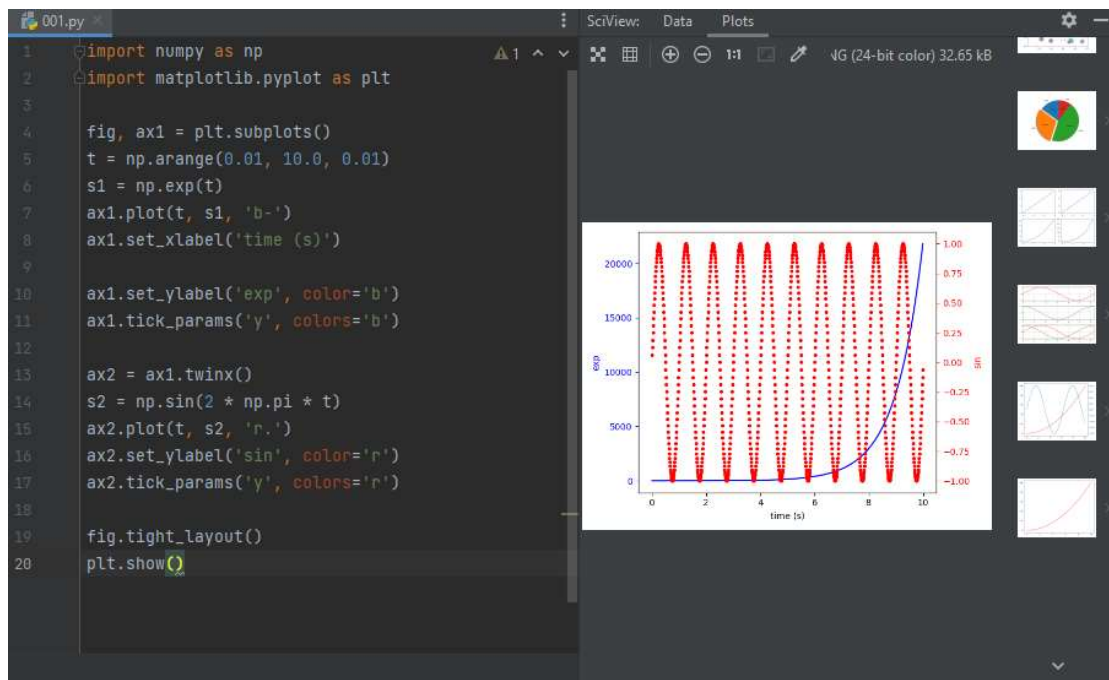 001.py
SciView: Data Plots
1 import numpy as np
2 import matplotlib.pyplot as plt
3
4 fig, ax1 = plt.subplots()
5 t = np.arange(0.01, 10.0, 0.01)
6 s1 = np.exp(t)
7 ax1.plot(t, s1, 'b-')
8 ax1.set_xlabel('time (s)')
9
10 ax1.set_ylabel('exp', color='b')
11 ax1.tick_params('y', colors='b')
12
13 ax2 = ax1.twinx()
14 s2 = np.sin(2 * np.pi * t)
15 ax2.plot(t, s2, 'r.')
16 ax2.set_ylabel('sin', color='r')
17 ax2.tick_params('y', colors='r')
18
19 fig.tight_layout()
20 plt.show()
1
1:1
NG (24-bit color) 32.65 kB
20000
15000
10000
5000
0
exp
0 2 4 6 8 10
time (s)
1.00
0.75
0.50
0.25
0.00
−0.25
−0.50
−0.75
−1.00
sin